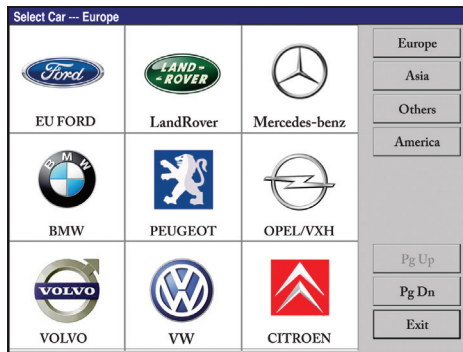 Select Car --- Europe
Ford
LAND-
-ROVER
EU FORD
LandRover
Mercedes-benz
BMW
BMW
PEUGEOT
OPEL/VXH
VOLVO
VW
VOLVO
VW
CITROEN
Europe
Asia
Others
America
Pg Up
Pg Dn
Exit